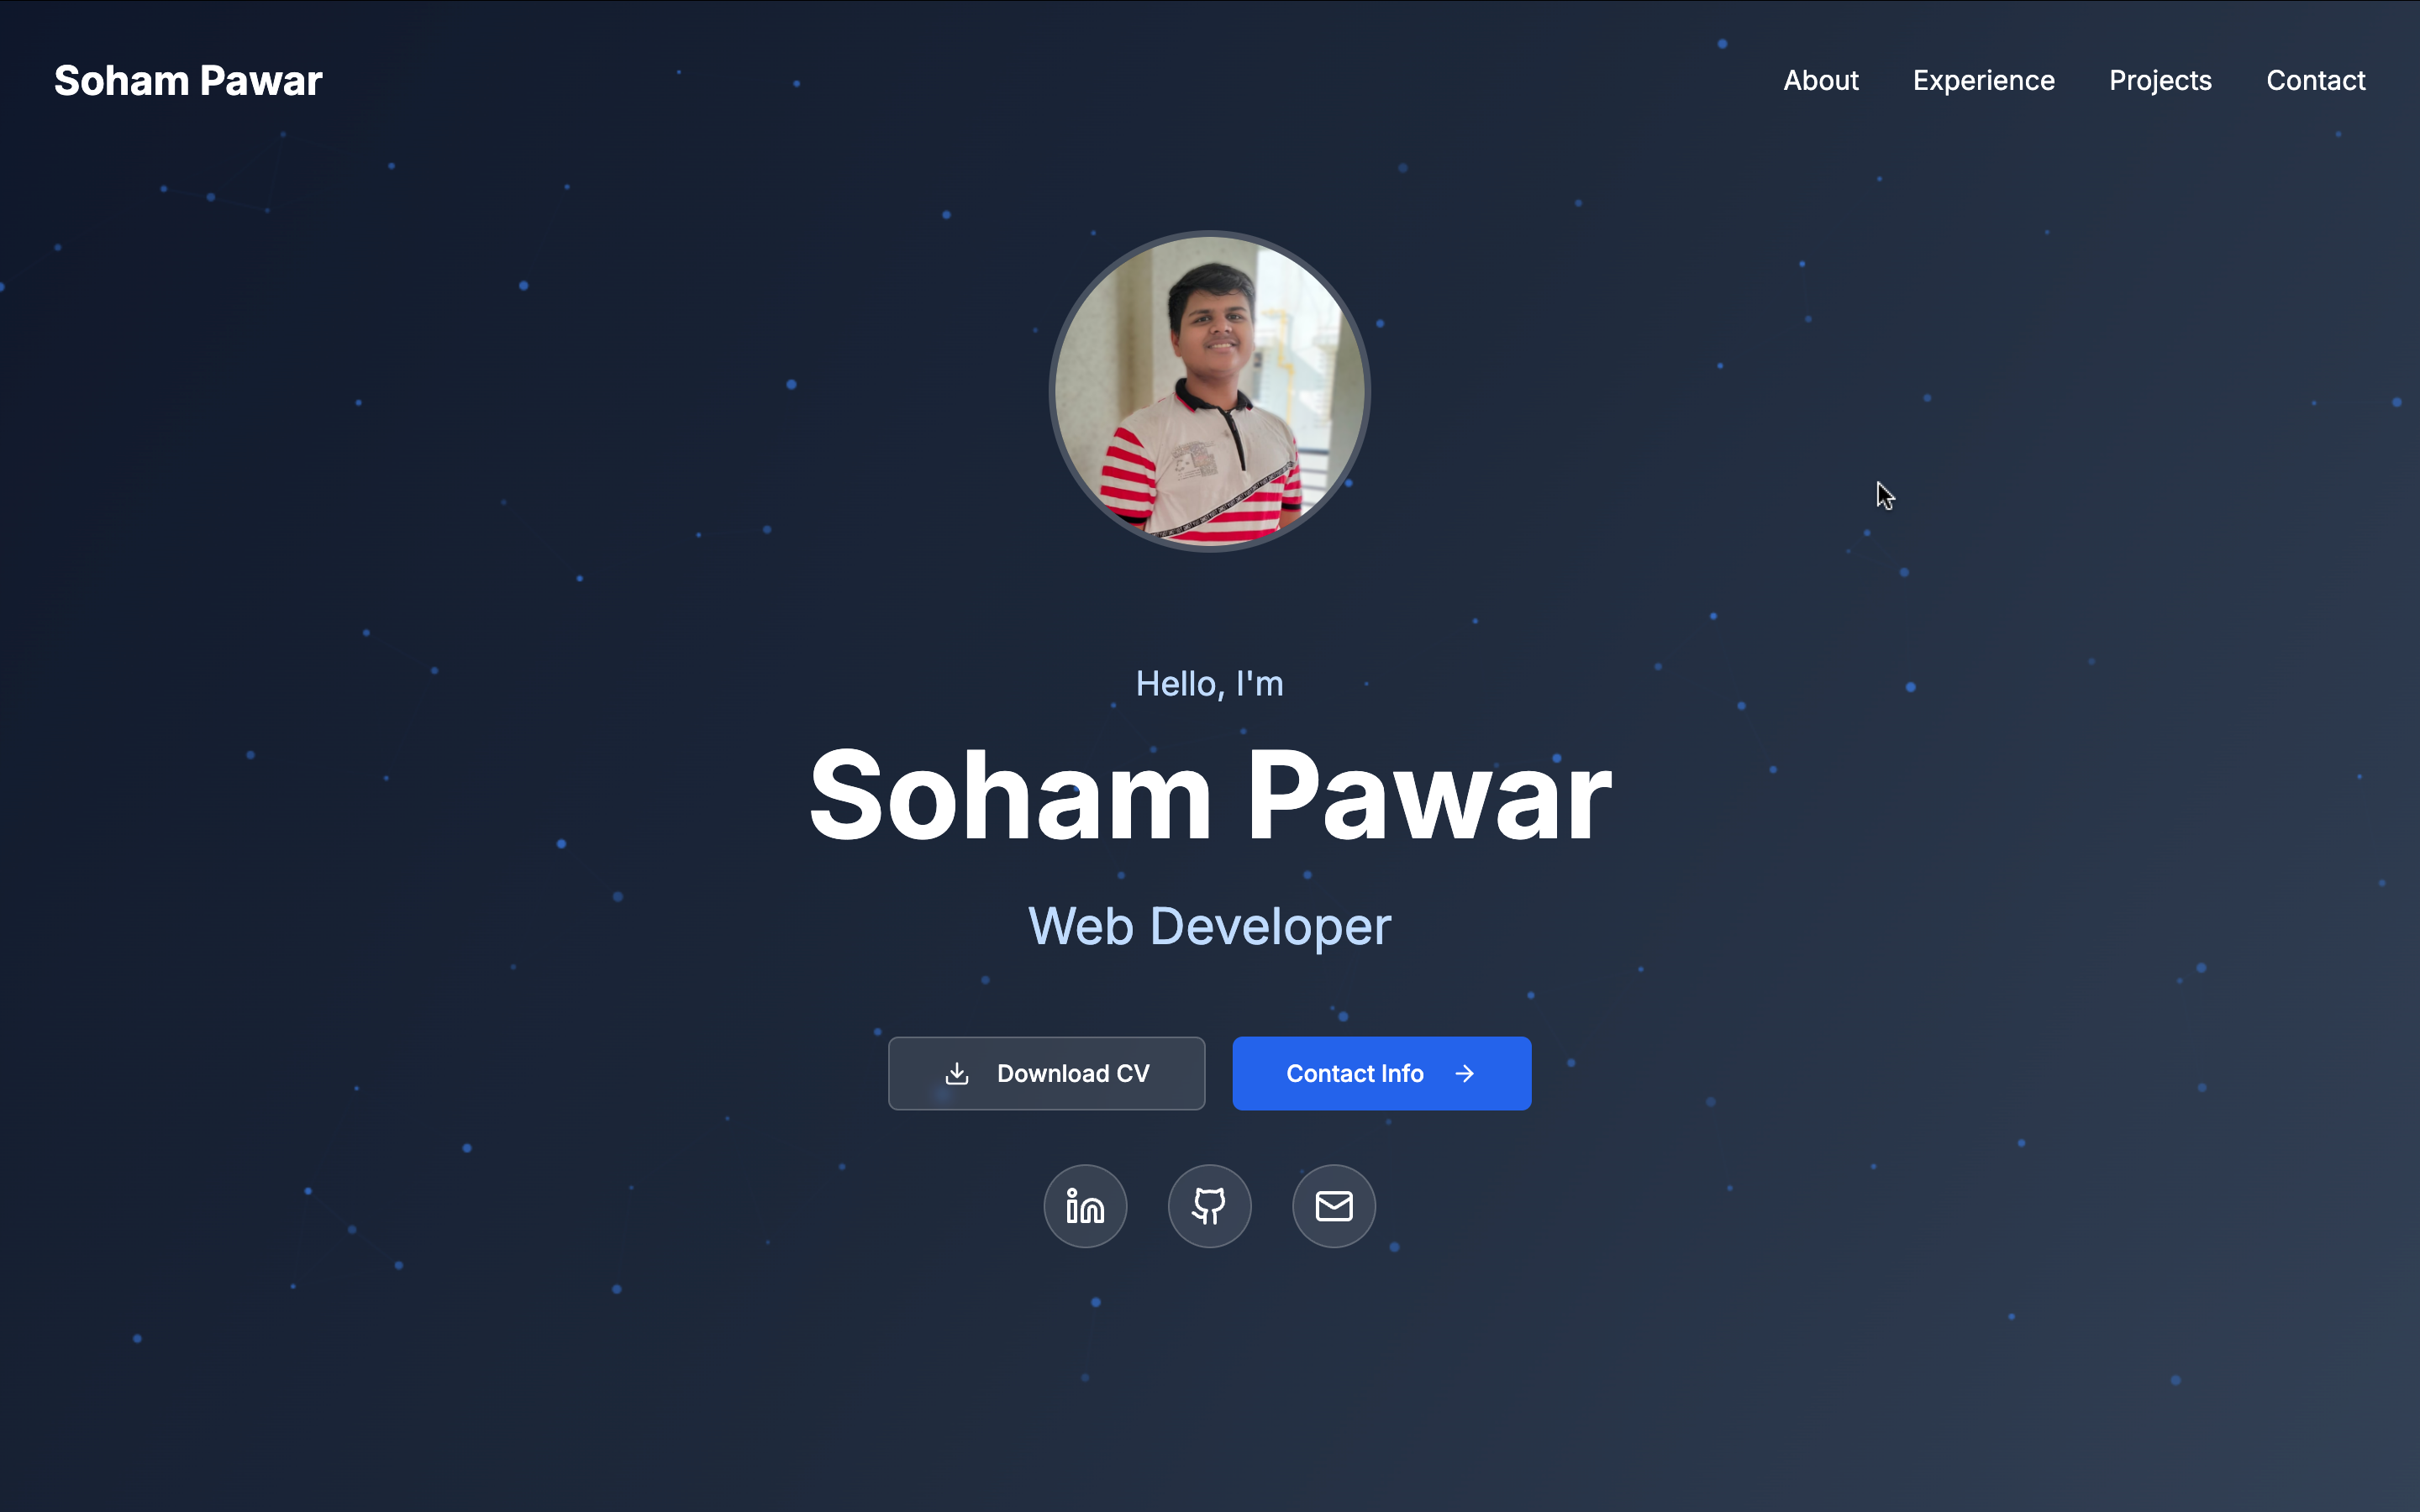 Soham Pawar
About Experience Projects Contact
Hello, I'm
Soham Pawar
Web Developer
Download CV
Contact Info